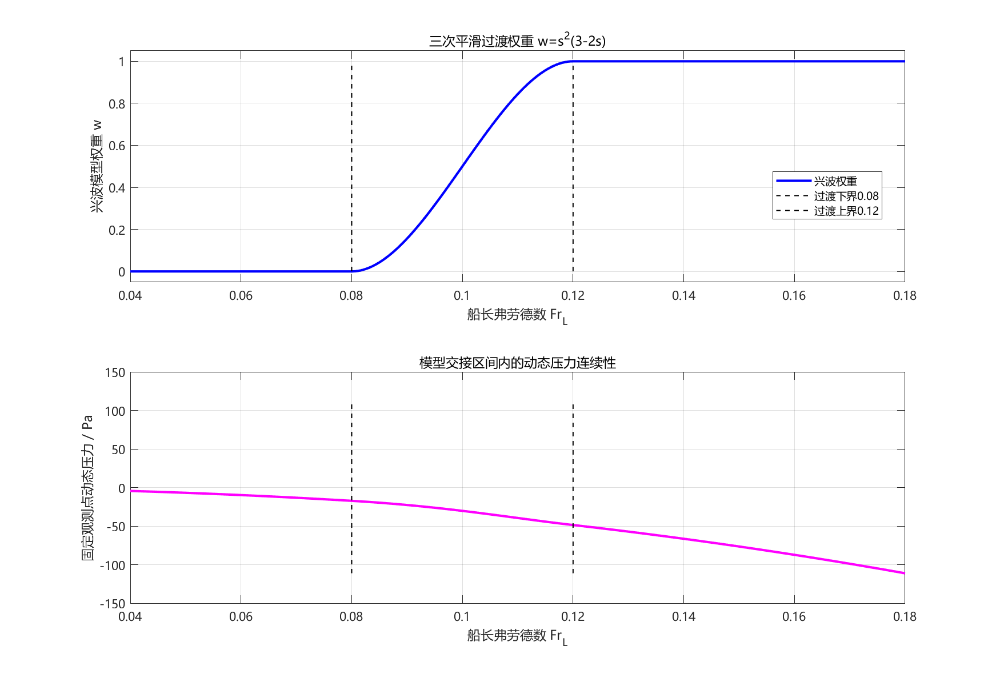 三次平滑过渡权重 w=s²(3-2s)
兴波模型权重 w
1
0.8
0.6
0.4
0.2
0
兴波权重
过渡下界0.08
过渡上界0.12
0.04 0.06 0.08 0.1 0.12 0.14 0.16 0.18
船长弗劳德数 Fr_L
模型交接区间内的动态压力连续性
固定观测点动态压力 / Pa
150
100
50
0
-50
-100
-150
0.04 0.06 0.08 0.1 0.12 0.14 0.16 0.18
船长弗劳德数 Fr_L